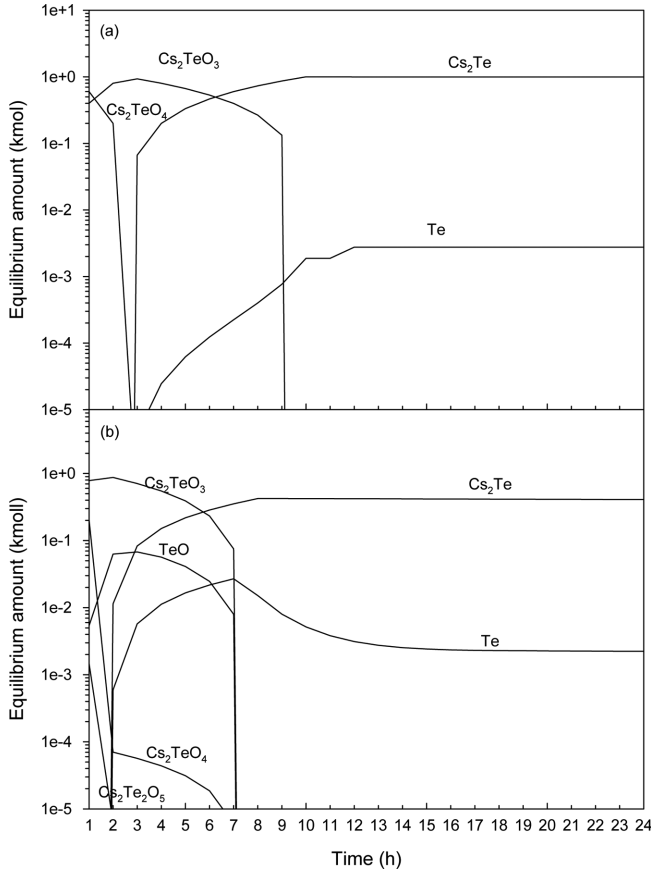 1e+1
(a)
Cs₂TeO₃
Cs₂Te
1e+0
Cs₂TeO₄
1e-1
1e-2
Te
1e-3
1e-4
1e-5
Equilibrium amount (kmol)
(b)
1e+0
Cs₂TeO₃
Cs₂Te
1e-1
TeO
1e-2
Te
1e-3
1e-4
Cs₂TeO₄
Cs₂Te₂O₅
1e-5
Equilibrium amount (kmoll)
1 2 3 4 5 6 7 8 9 10 11 12 13 14 15 16 17 18 19 20 21 22 23 24
Time (h)